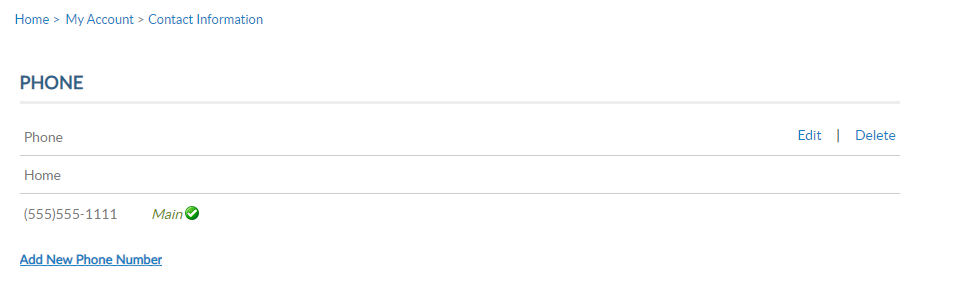 Home > My Account > Contact Information
PHONE
Phone Edit | Delete
Home
(555)555-1111 Main
Add New Phone Number